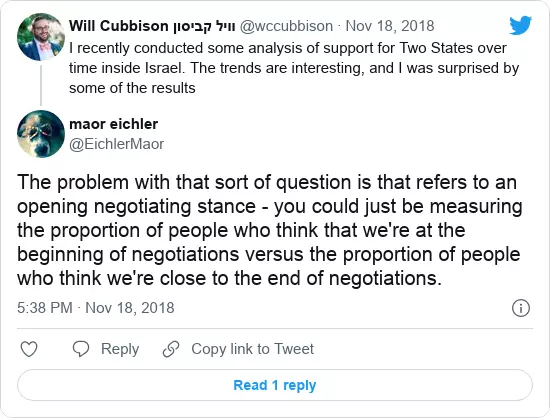 Will Cubbison וויל קביסון @wccubbison · Nov 18, 2018
I recently conducted some analysis of support for Two States over
time inside Israel. The trends are interesting, and I was surprised by
some of the results
maor eichler
@EichlerMaor
The problem with that sort of question is that refers to an
opening negotiating stance - you could just be measuring
the proportion of people who think that we're at the
beginning of negotiations versus the proportion of people
who think we're close to the end of negotiations.
5:38 PM · Nov 18, 2018
Reply Copy link to Tweet
Read 1 reply